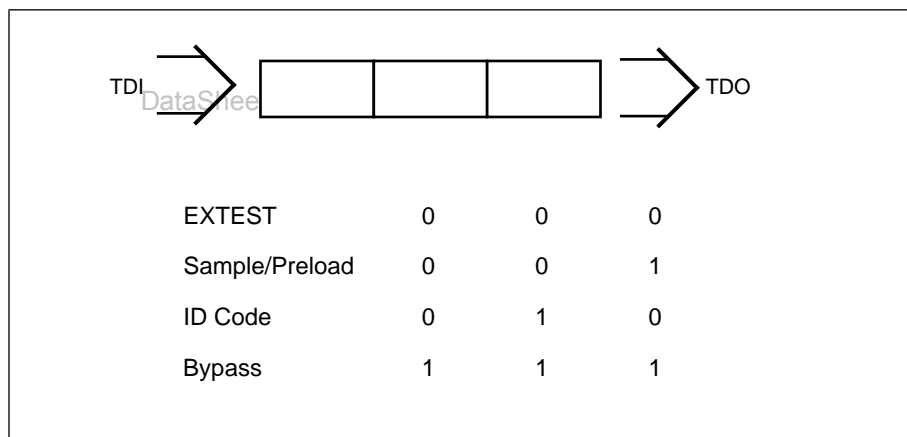 TDI
TDO
DataShee
EXTEST 0 0 0
Sample/Preload 0 0 1
ID Code 0 1 0
Bypass 1 1 1